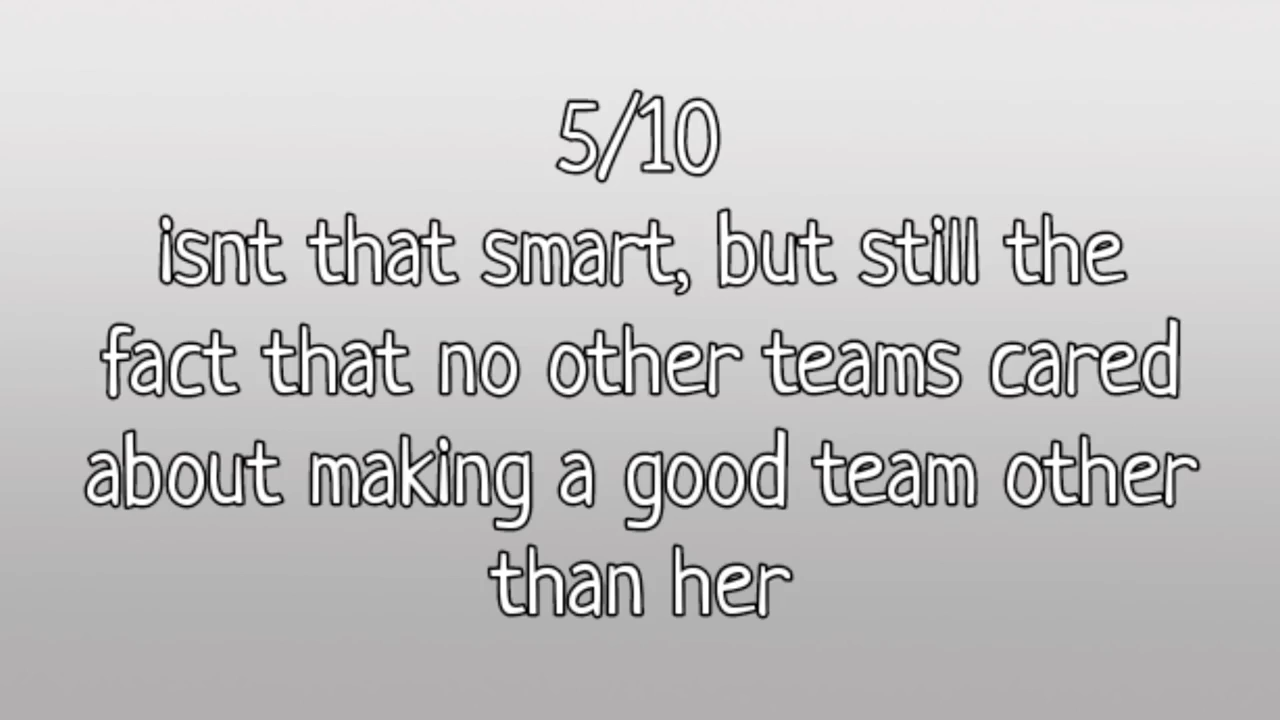 5/10
isnt that smart, but still the
fact that no other teams cared
about making a good team other
than her